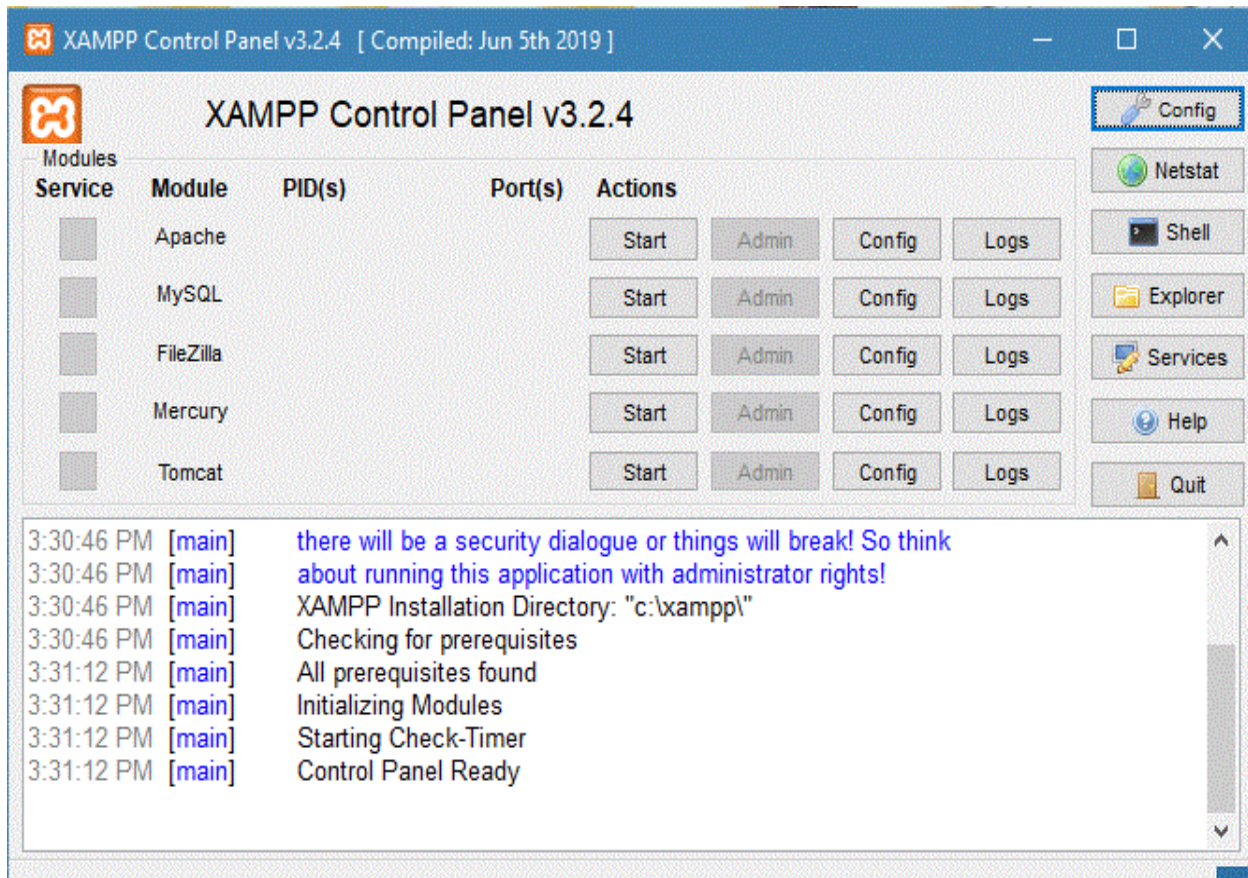 XAMPP Control Panel v3.2.4 [ Compiled: Jun 5th 2019 ]
XAMPP Control Panel v3.2.4
Config
Modules
Service Module PID(s) Port(s) Actions
Netstat
Apache Start Admin Config Logs
Shell
MySQL Start Admin Config Logs
Explorer
FileZilla Start Admin Config Logs
Services
Mercury Start Admin Config Logs
Help
Tomcat Start Admin Config Logs
Quit
3:30:46 PM [main] there will be a security dialogue or things will break! So think
3:30:46 PM [main] about running this application with administrator rights!
3:30:46 PM [main] XAMPP Installation Directory: "c:\xampp\"
3:30:46 PM [main] Checking for prerequisites
3:31:12 PM [main] All prerequisites found
3:31:12 PM [main] Initializing Modules
3:31:12 PM [main] Starting Check-Timer
3:31:12 PM [main] Control Panel Ready